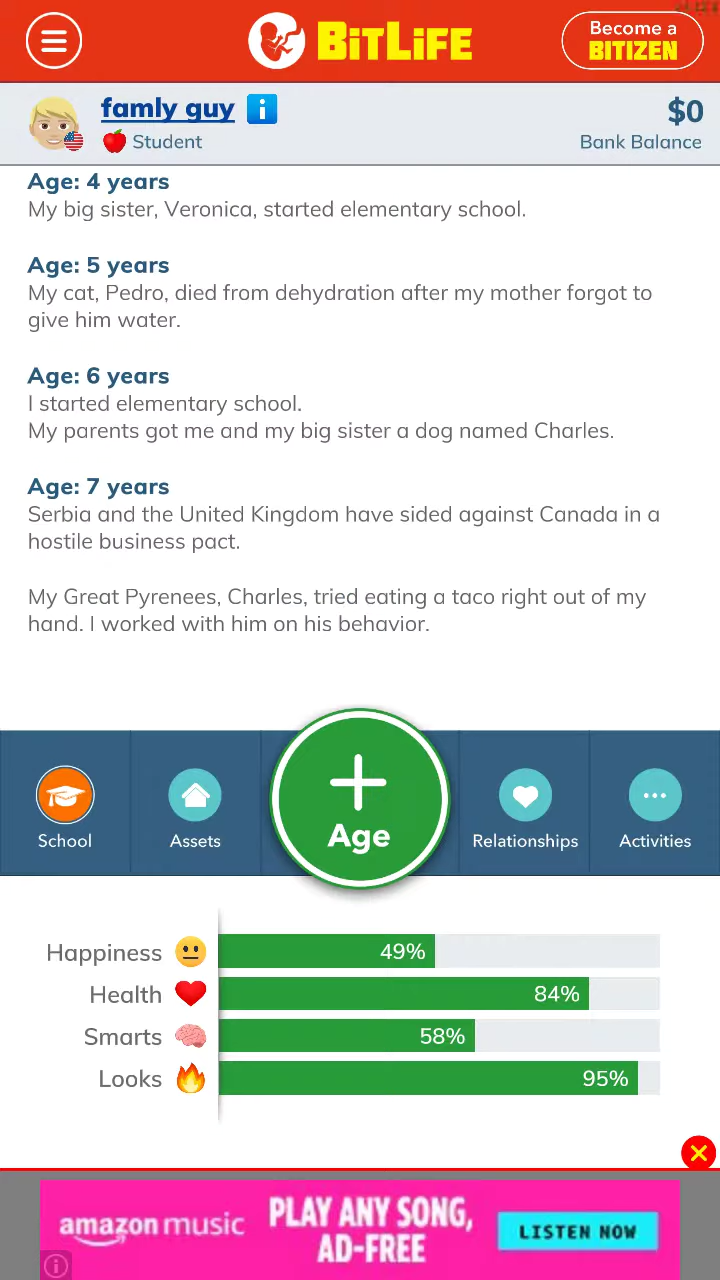 BITLIFE
Become a
BITIZEN
famly guy
Student
$0
Bank Balance
Age: 4 years
My big sister, Veronica, started elementary school.
Age: 5 years
My cat, Pedro, died from dehydration after my mother forgot to
give him water.
Age: 6 years
I started elementary school.
My parents got me and my big sister a dog named Charles.
Age: 7 years
Serbia and the United Kingdom have sided against Canada in a
hostile business pact.
My Great Pyrenees, Charles, tried eating a taco right out of my
hand. I worked with him on his behavior.
School
Assets
Age
Relationships
Activities
Happiness 49%
Health 84%
Smarts 58%
Looks 95%
amazon music
PLAY ANY SONG,
AD-FREE
LISTEN NOW